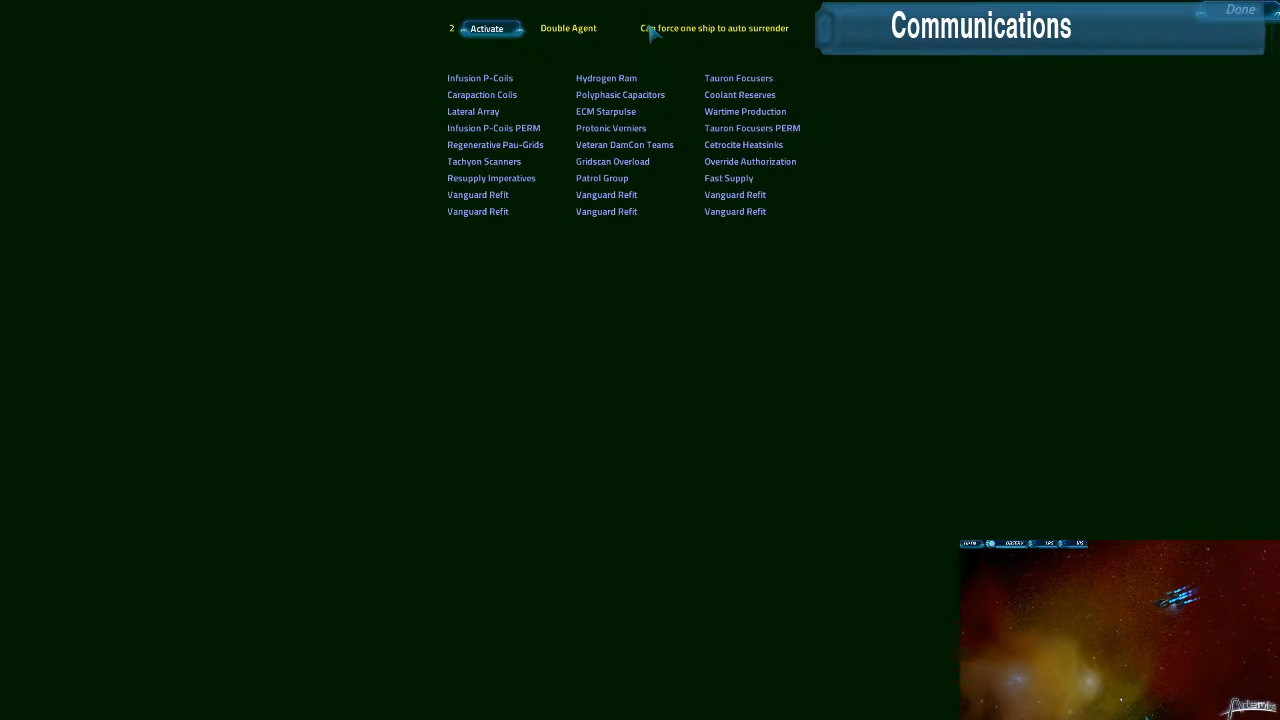 Communications
Done
2 Activate Double Agent Can force one ship to auto surrender
Infusion P-Coils Hydrogen Ram Tauron Focusers
Carapaction Coils Polyphasic Capacitors Coolant Reserves
Lateral Array ECM Starpulse Wartime Production
Infusion P-Coils PERM Protonic Verniers Tauron Focusers PERM
Regenerative Pau-Grids Veteran DamCon Teams Cetrocite Heatsinks
Tachyon Scanners Gridscan Overload Override Authorization
Resupply Imperatives Patrol Group Fast Supply
Vanguard Refit Vanguard Refit Vanguard Refit
Vanguard Refit Vanguard Refit Vanguard Refit
Artemis